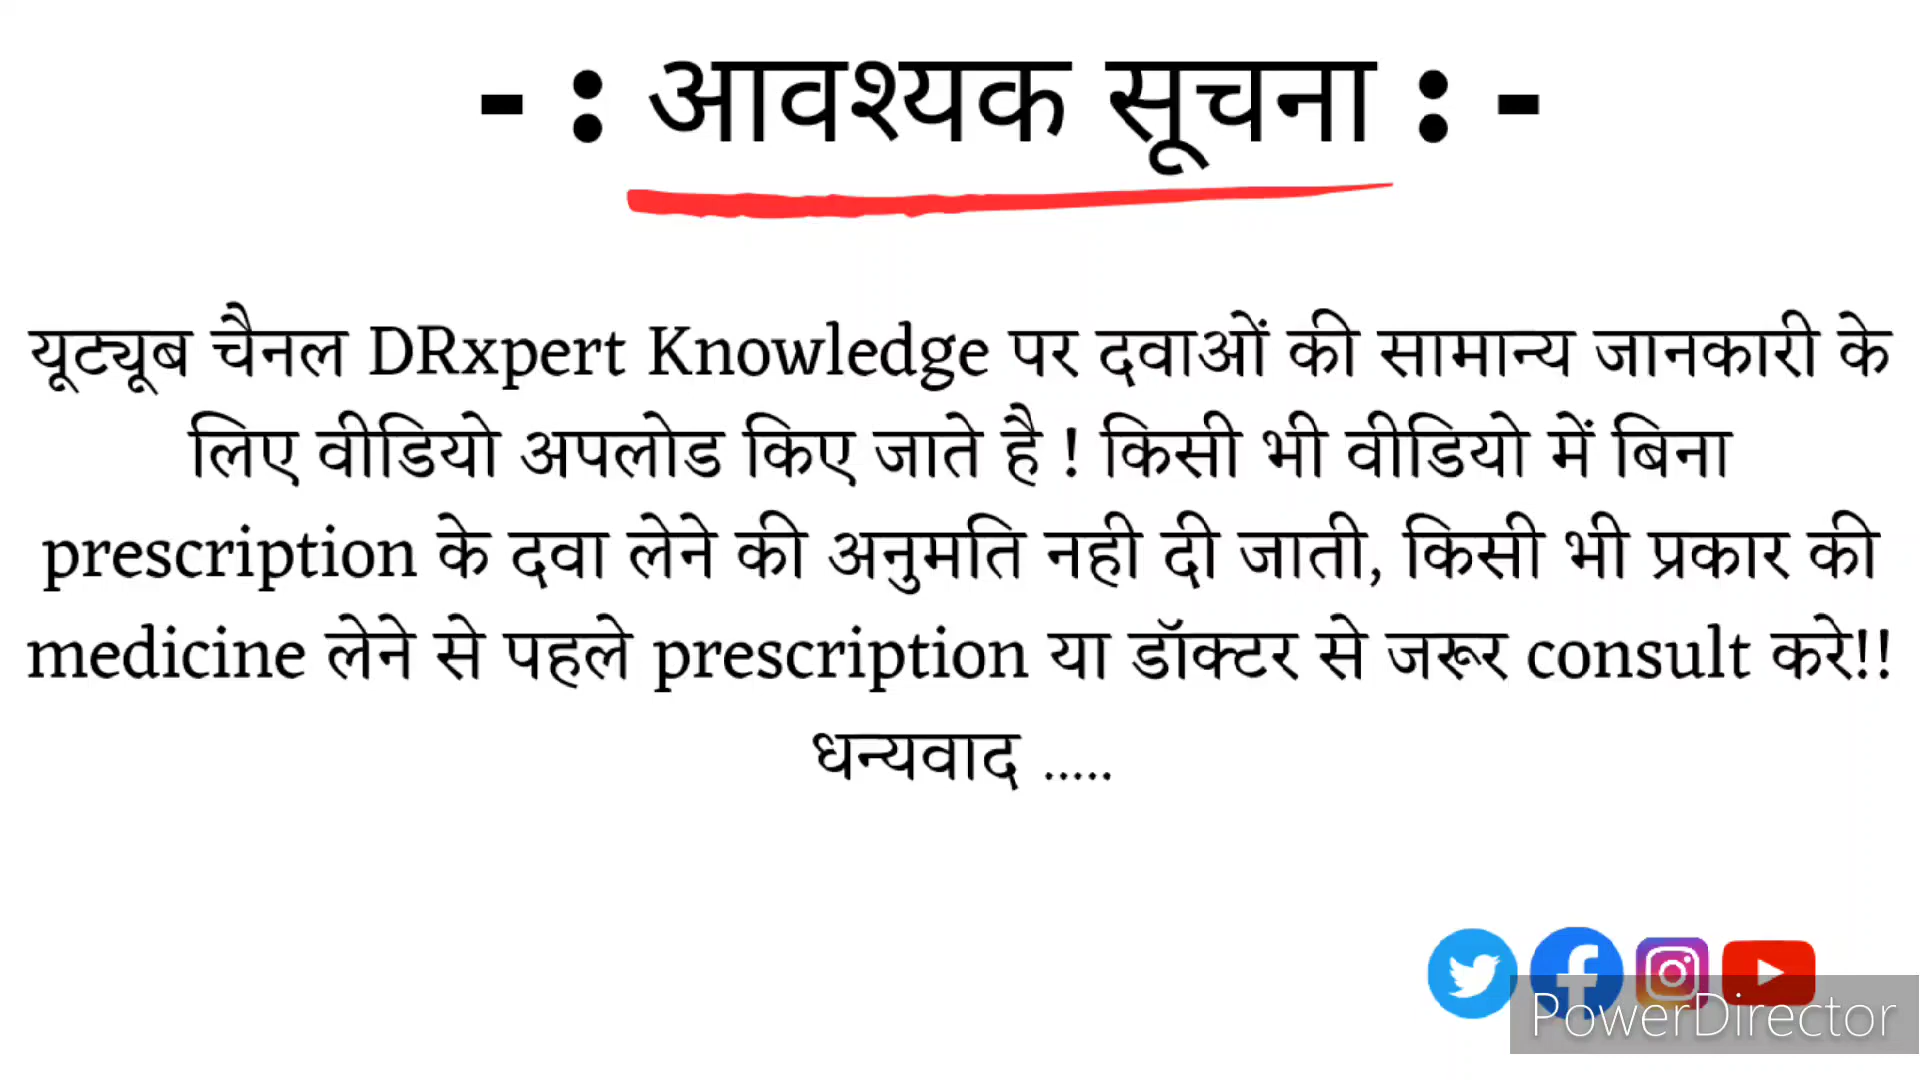 - : आवश्यक सूचना : -
यूट्यूब चैनल DRxpert Knowledge पर दवाओं की सामान्य जानकारी के
लिए वीडियो अपलोड किए जाते है ! किसी भी वीडियो में बिना
prescription के दवा लेने की अनुमति नही दी जाती, किसी भी प्रकार की
medicine लेने से पहले prescription या डॉक्टर से जरूर consult करे!!
धन्यवाद .....
PowerDirector